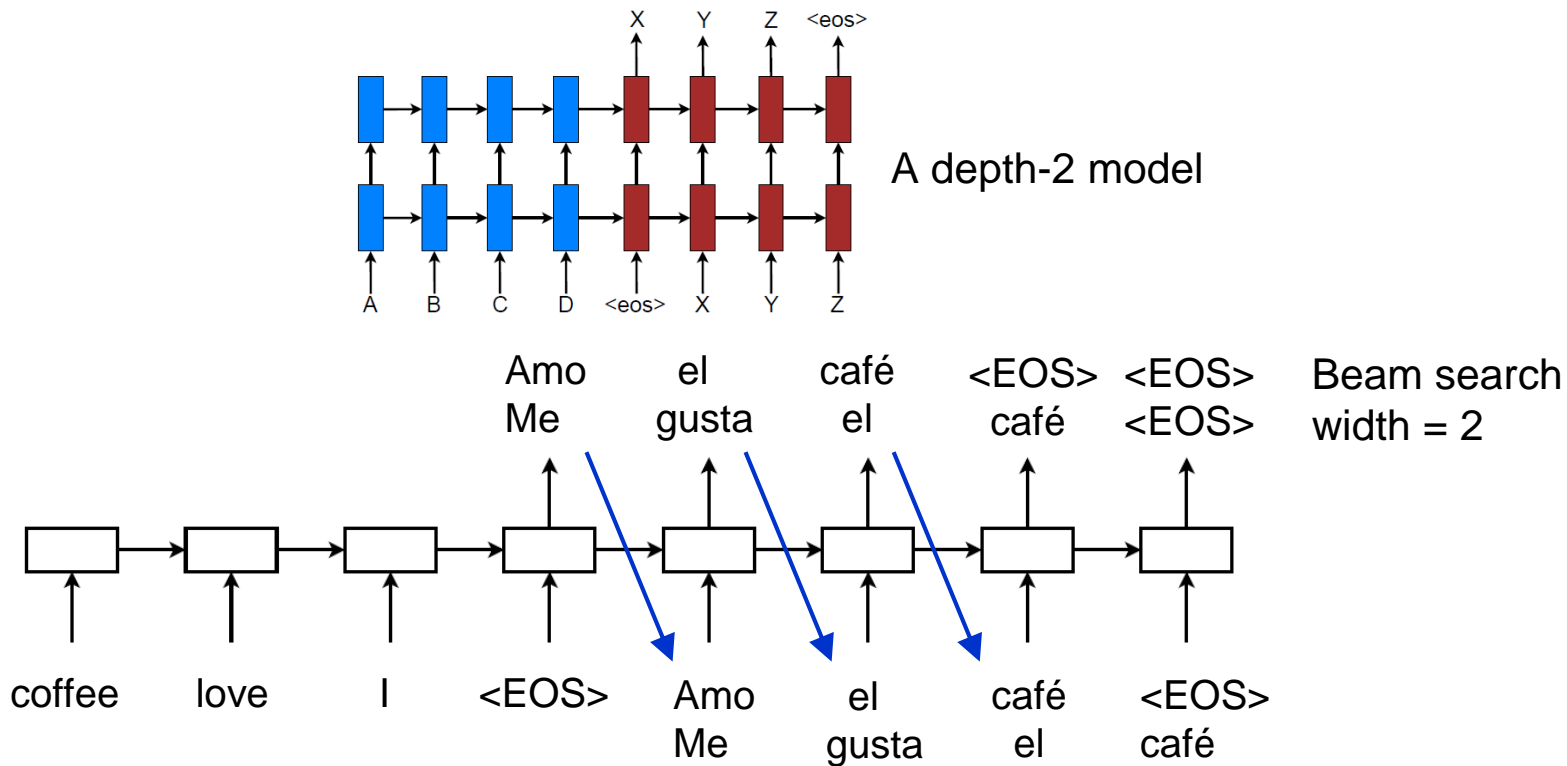 X Y Z <eos>
A depth-2 model
A B C D <eos> X Y Z
Amo el café <EOS> <EOS> Beam search
Me gusta el café <EOS> width = 2
coffee love I <EOS> Amo el café <EOS>
Me gusta el café